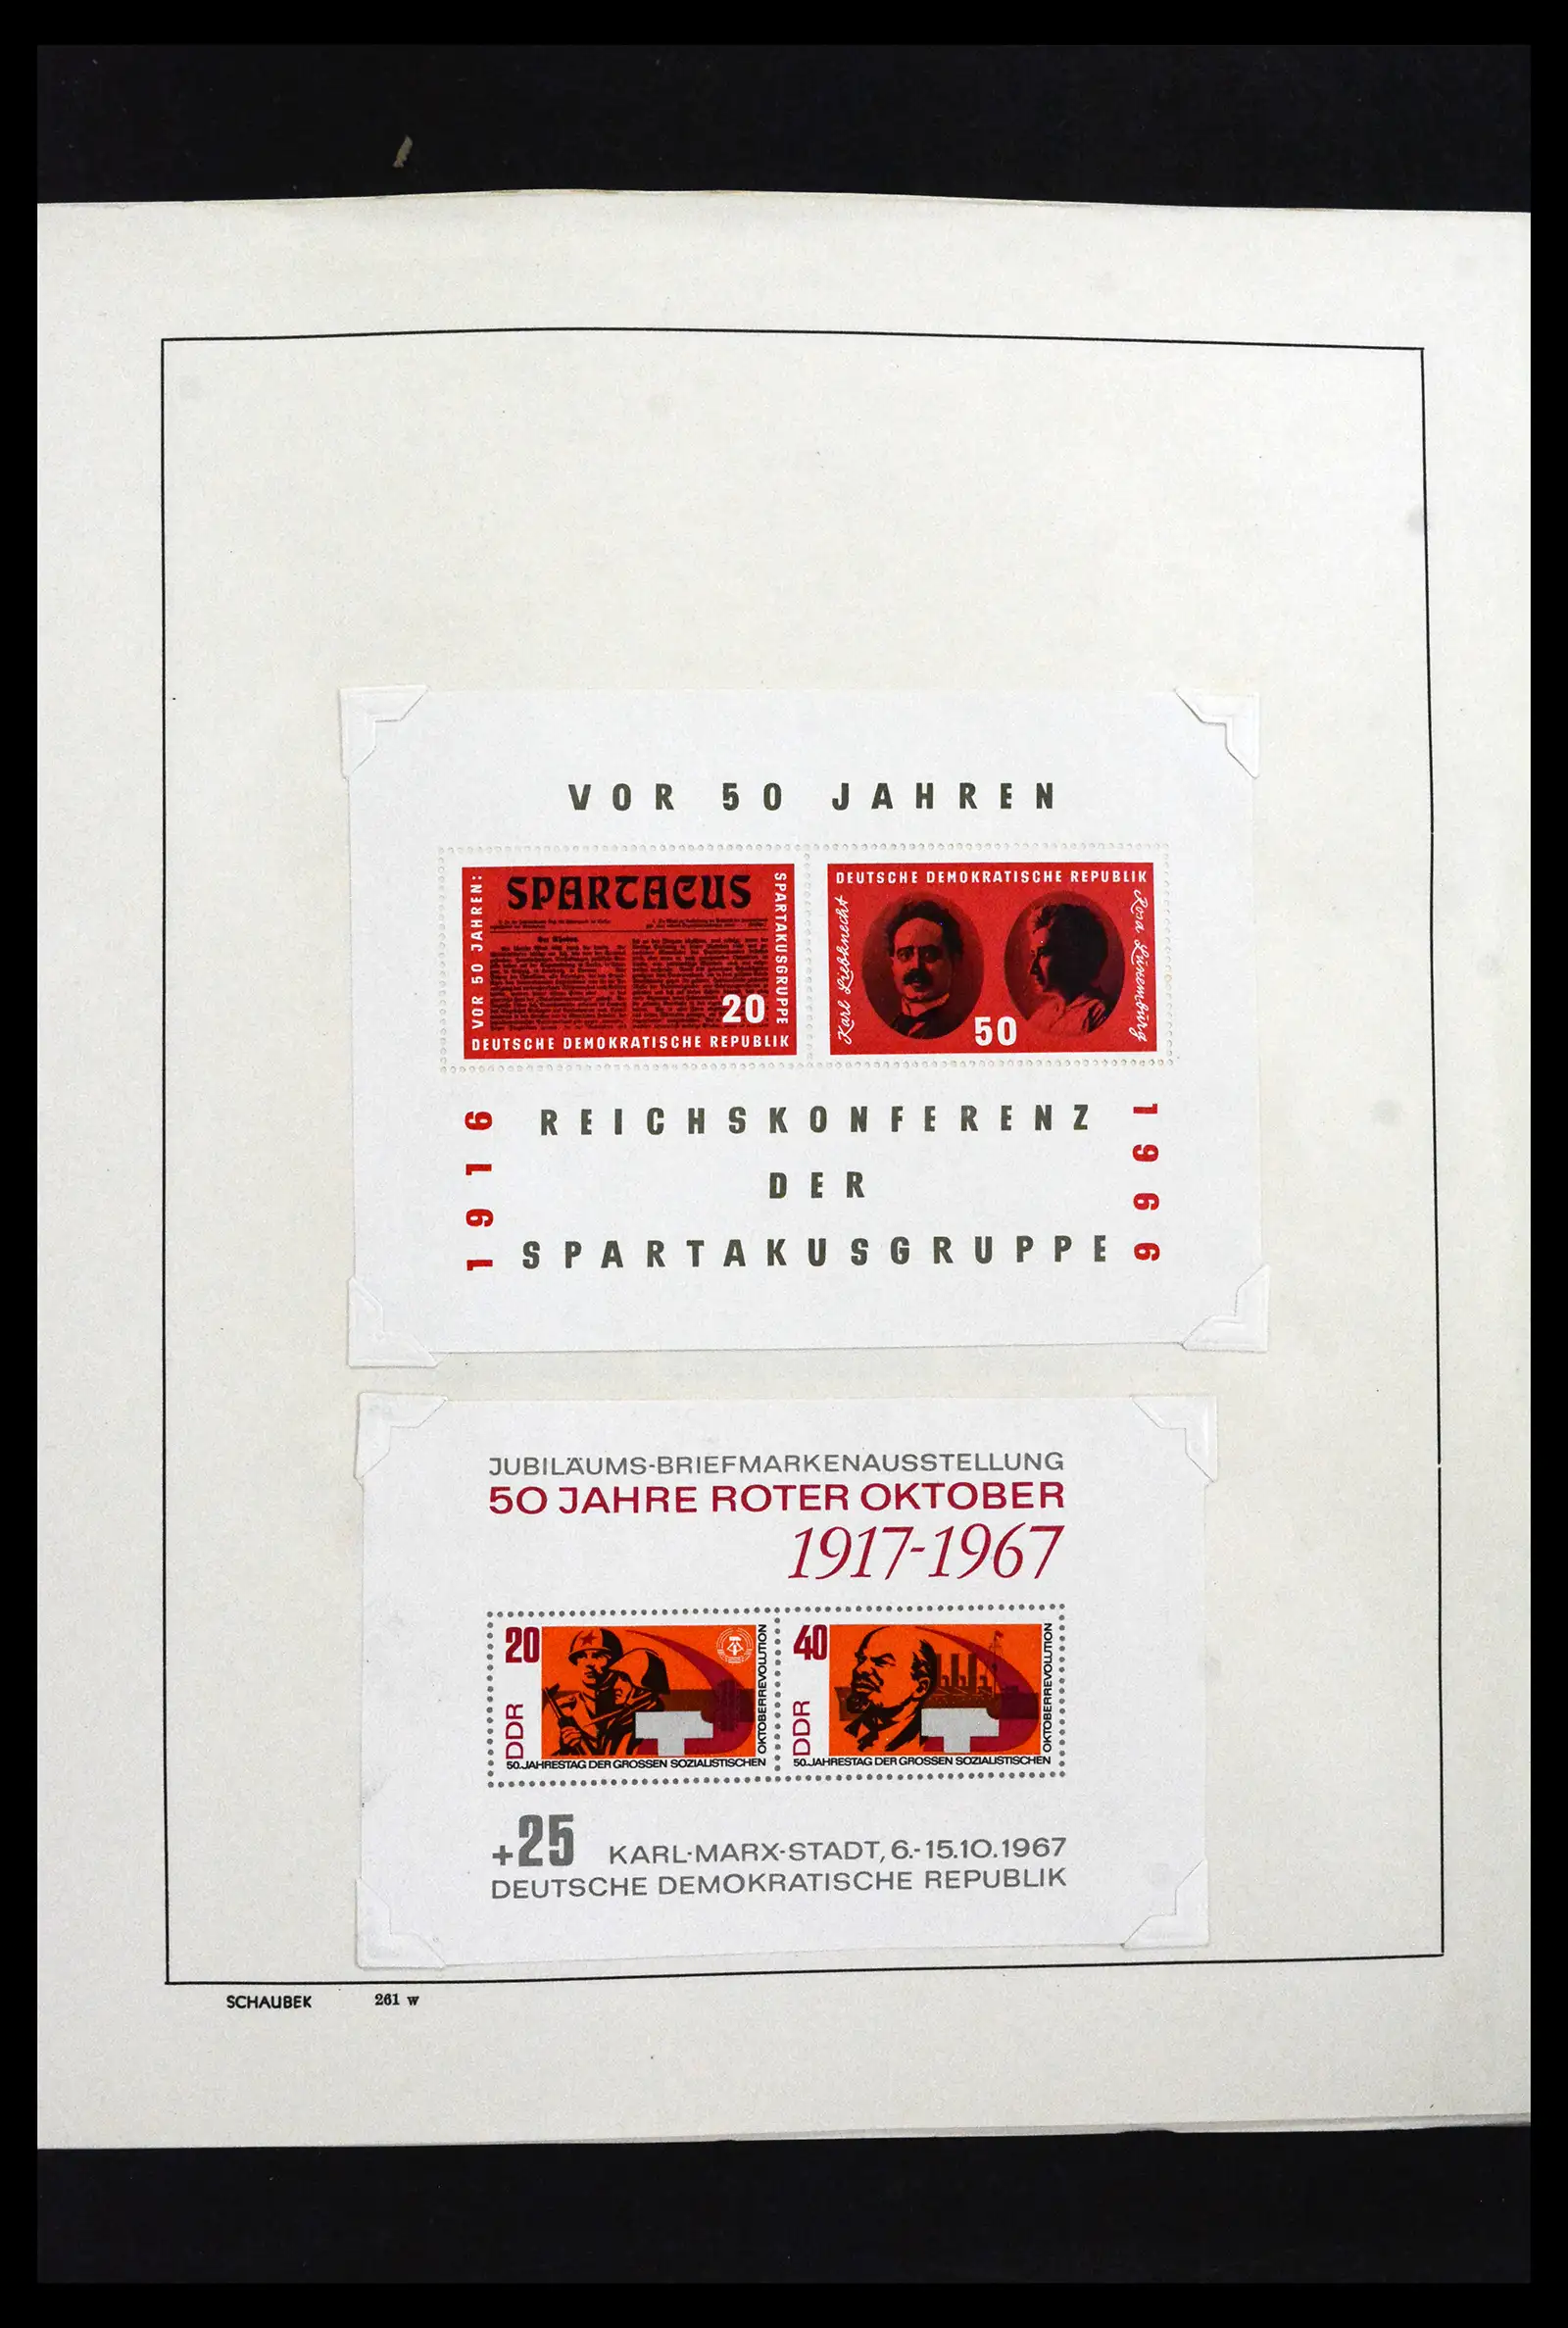 VOR 50 JAHREN
VOR 50 JAHREN:
SPARTACUS
SPARTAKUSGRUPPE
20
DEUTSCHE DEMOKRATISCHE REPUBLIK
DEUTSCHE DEMOKRATISCHE REPUBLIK
Karl Liebknecht
Rosa Luxemburg
50
1916
REICHSKONFERENZ
DER
SPARTAKUSGRUPPE
1966
JUBILÄUMS-BRIEFMARKENAUSSTELLUNG
50 JAHRE ROTER OKTOBER
1917-1967
20
DDR
50.JAHRESTAG DER GROSSEN SOZIALISTISCHEN
OKTOBERREVOLUTION
40
DDR
50.JAHRESTAG DER GROSSEN SOZIALISTISCHEN
OKTOBERREVOLUTION
+25 KARL-MARX-STADT, 6.-15.10.1967
DEUTSCHE DEMOKRATISCHE REPUBLIK
SCHAUBEK 261 w